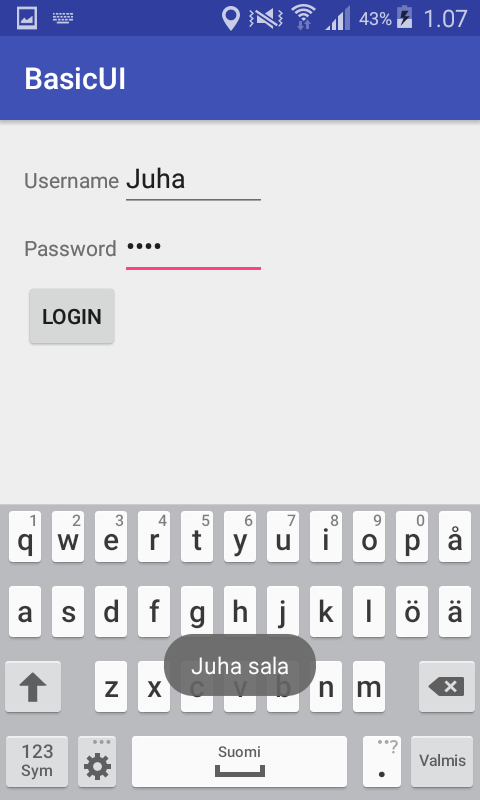 43% 1.07
BasicUI
Username Juha
Password ••••
LOGIN
1 2 3 4 5 6 7 8 9 0
q w e r t y u i o p å
a s d f g h j k l ö ä
Juha sala
z x c v b n m
123 Sym
Suomi
. ?
Valmis